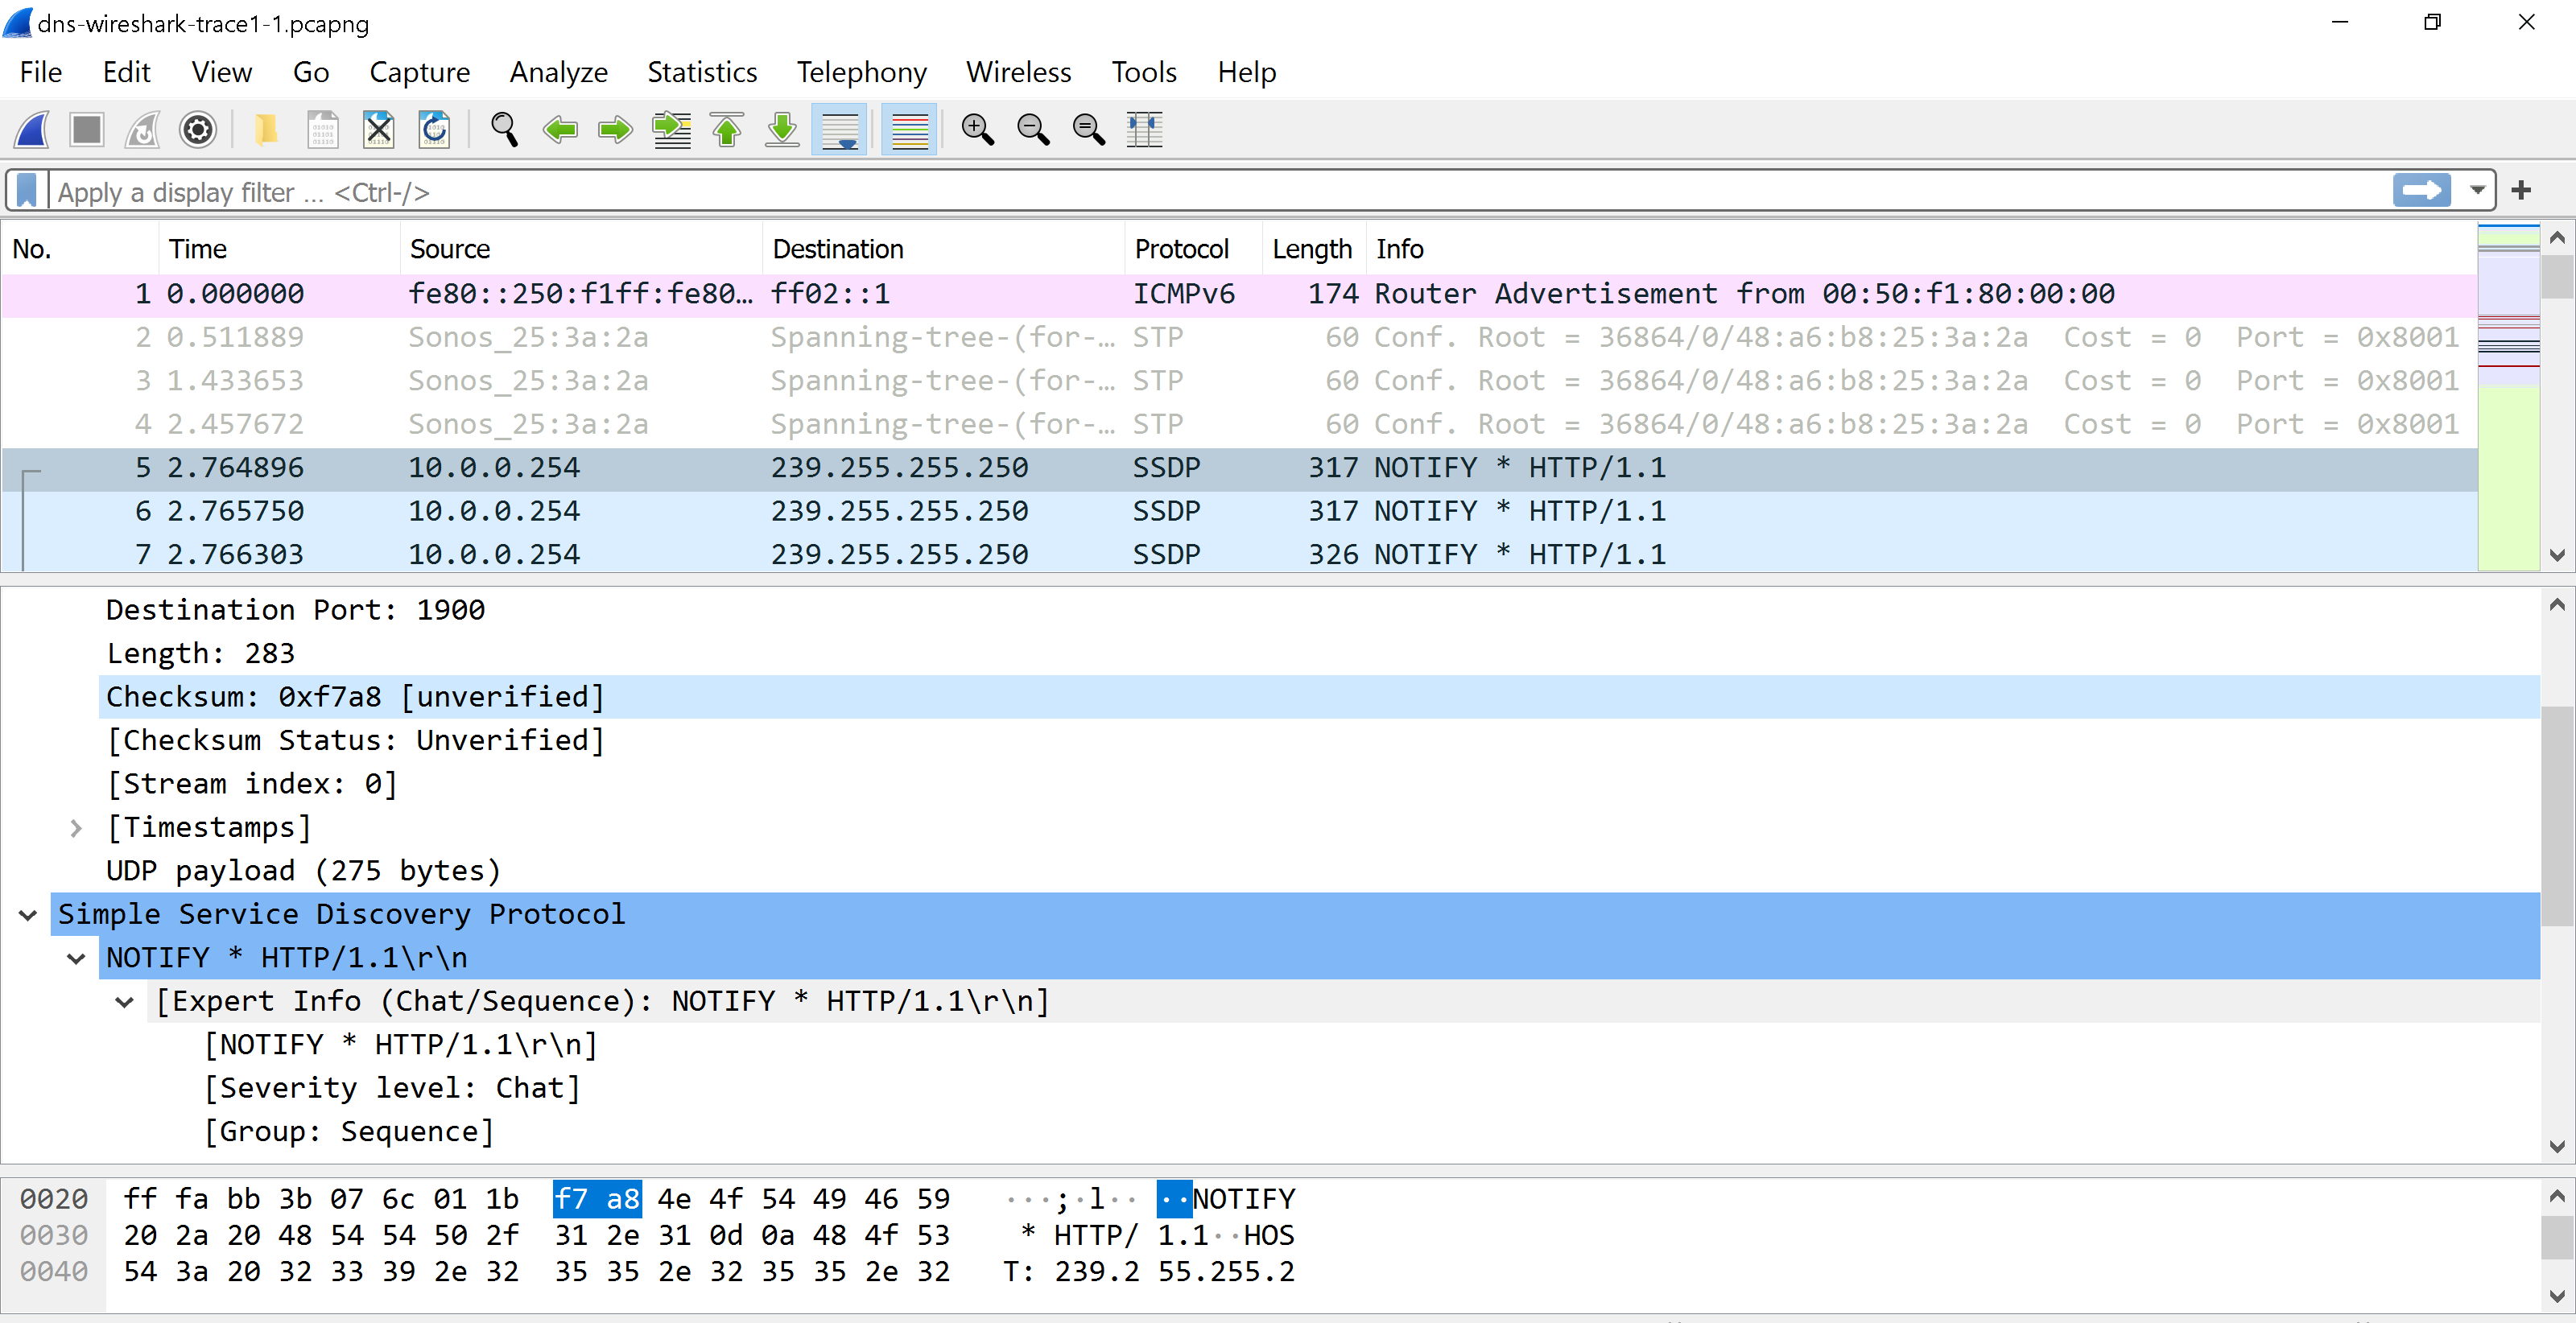 dns-wireshark-trace1-1.pcapng
File Edit View Go Capture Analyze Statistics Telephony Wireless Tools Help
Apply a display filter ... <Ctrl-/>
No. Time Source Destination Protocol Length Info
1 0.000000 fe80::250:f1ff:fe80… ff02::1 ICMPv6 174 Router Advertisement from 00:50:f1:80:00:00
2 0.511889 Sonos_25:3a:2a Spanning-tree-(for-… STP 60 Conf. Root = 36864/0/48:a6:b8:25:3a:2a Cost = 0 Port = 0x8001
3 1.433653 Sonos_25:3a:2a Spanning-tree-(for-… STP 60 Conf. Root = 36864/0/48:a6:b8:25:3a:2a Cost = 0 Port = 0x8001
4 2.457672 Sonos_25:3a:2a Spanning-tree-(for-… STP 60 Conf. Root = 36864/0/48:a6:b8:25:3a:2a Cost = 0 Port = 0x8001
5 2.764896 10.0.0.254 239.255.255.250 SSDP 317 NOTIFY * HTTP/1.1
6 2.765750 10.0.0.254 239.255.255.250 SSDP 317 NOTIFY * HTTP/1.1
7 2.766303 10.0.0.254 239.255.255.250 SSDP 326 NOTIFY * HTTP/1.1
Destination Port: 1900
Length: 283
Checksum: 0xf7a8 [unverified]
[Checksum Status: Unverified]
[Stream index: 0]
[Timestamps]
UDP payload (275 bytes)
Simple Service Discovery Protocol
NOTIFY * HTTP/1.1\r\n
[Expert Info (Chat/Sequence): NOTIFY * HTTP/1.1\r\n]
[NOTIFY * HTTP/1.1\r\n]
[Severity level: Chat]
[Group: Sequence]
0020 ff fa bb 3b 07 6c 01 1b f7 a8 4e 4f 54 49 46 59 ···;·l·· ··NOTIFY
0030 20 2a 20 48 54 54 50 2f 31 2e 31 0d 0a 48 4f 53 * HTTP/ 1.1··HOS
0040 54 3a 20 32 33 39 2e 32 35 35 2e 32 35 35 2e 32 T: 239.2 55.255.2